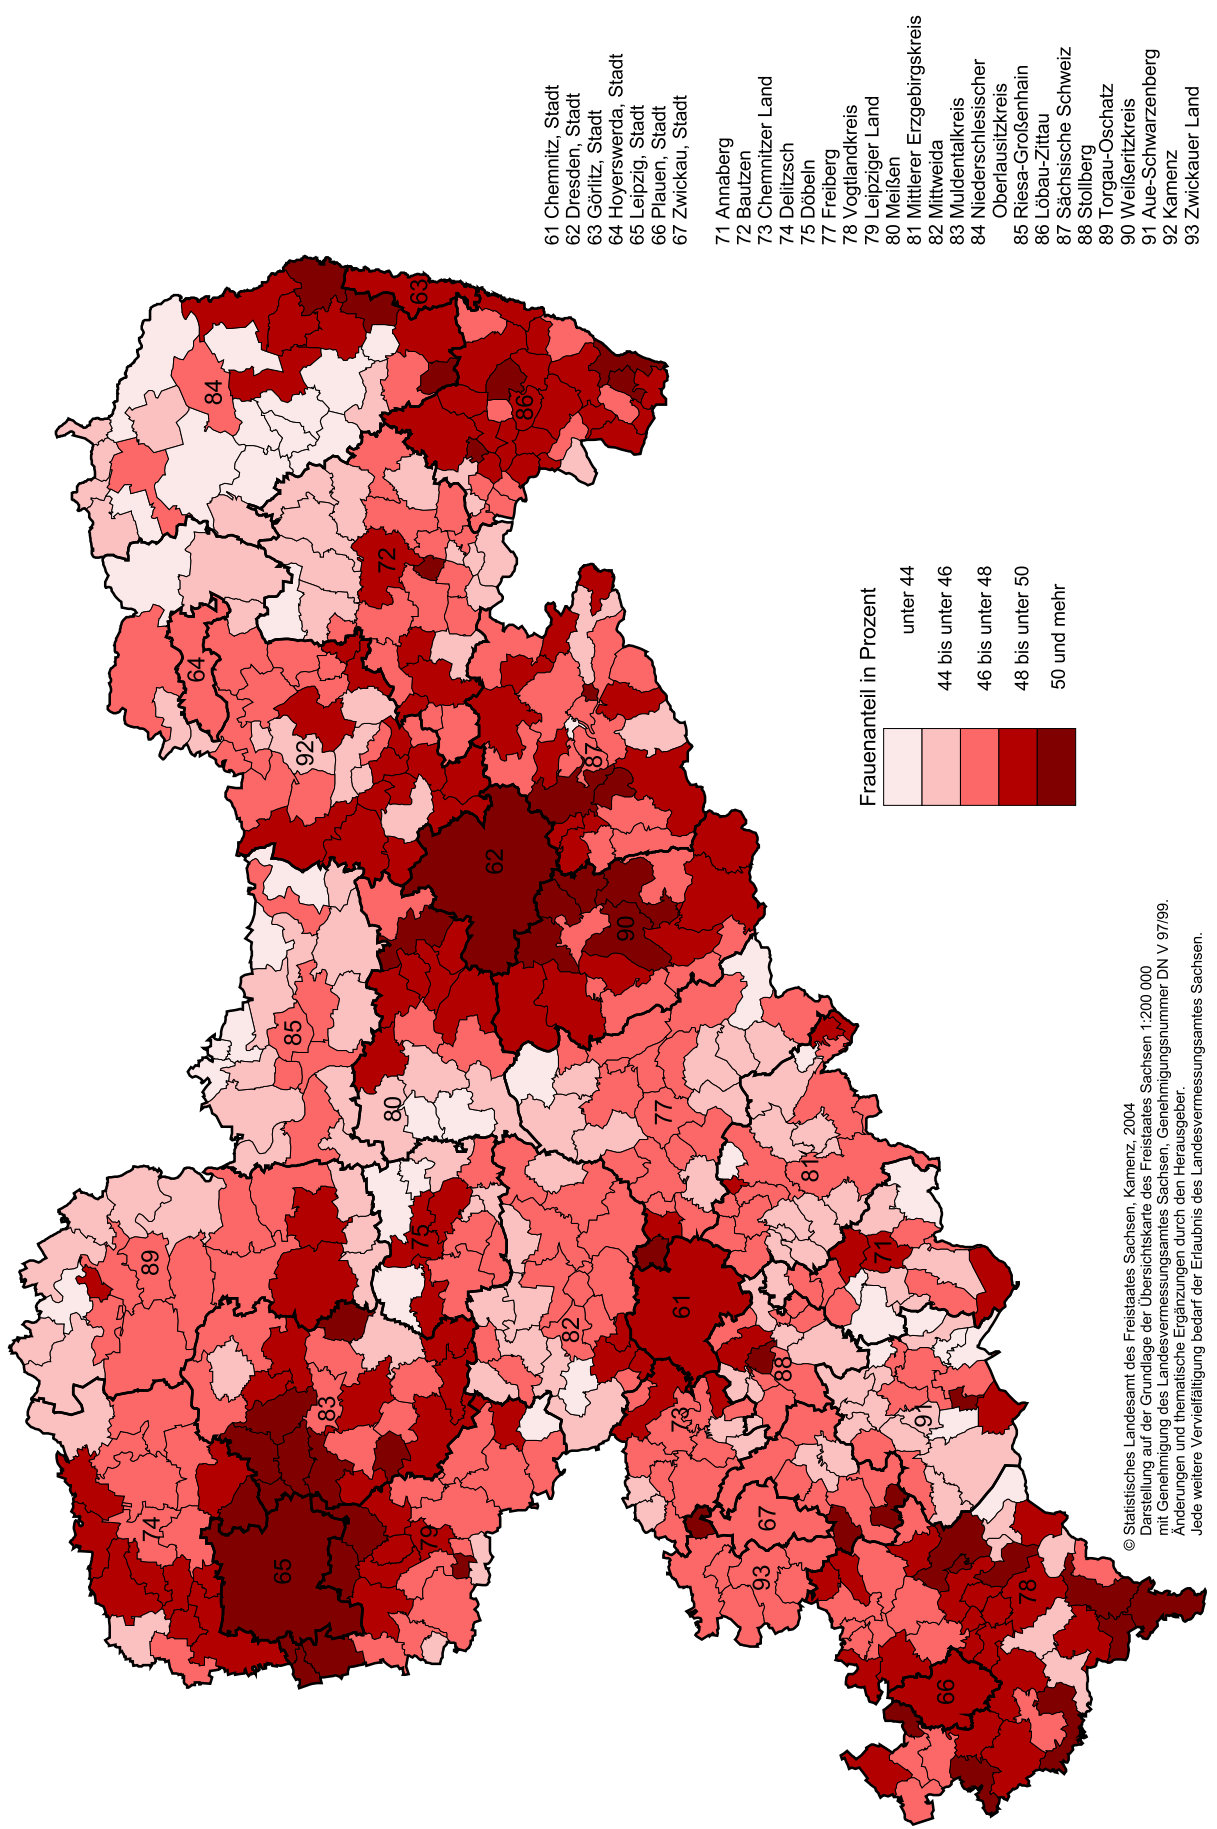 61 Chemnitz, Stadt
62 Dresden, Stadt
63 Görlitz, Stadt
64 Hoyerswerda, Stadt
65 Leipzig, Stadt
66 Plauen, Stadt
67 Zwickau, Stadt
71 Annaberg
72 Bautzen
73 Chemnitzer Land
74 Delitzsch
75 Döbeln
77 Freiberg
78 Vogtlandkreis
79 Leipziger Land
80 Meißen
81 Mittlerer Erzgebirgskreis
82 Mittweida
83 Muldentalkreis
84 Niederschlesischer
Oberlausitzkreis
85 Riesa-Großenhain
86 Löbau-Zittau
87 Sächsische Schweiz
88 Stollberg
89 Torgau-Oschatz
90 Weißeritzkreis
91 Aue-Schwarzenberg
92 Kamenz
93 Zwickauer Land
Frauenanteil in Prozent
unter 44
44 bis unter 46
46 bis unter 48
48 bis unter 50
50 und mehr
© Statistisches Landesamt des Freistaates Sachsen, Kamenz, 2004
Darstellung auf der Grundlage der Übersichtskarte des Freistaates Sachsen 1:200 000
mit Genehmigung des Landesvermessungsamtes Sachsen, Genehmigungsnummer DN V 97/99.
Änderungen und thematische Ergänzungen durch den Herausgeber.
Jede weitere Vervielfältigung bedarf der Erlaubnis des Landesvermessungsamtes Sachsen.
74
65
79
89
83
75
82
73
61
88
67
93
66
78
91
71
81
77
80
85
62
90
87
92
64
72
84
63
86